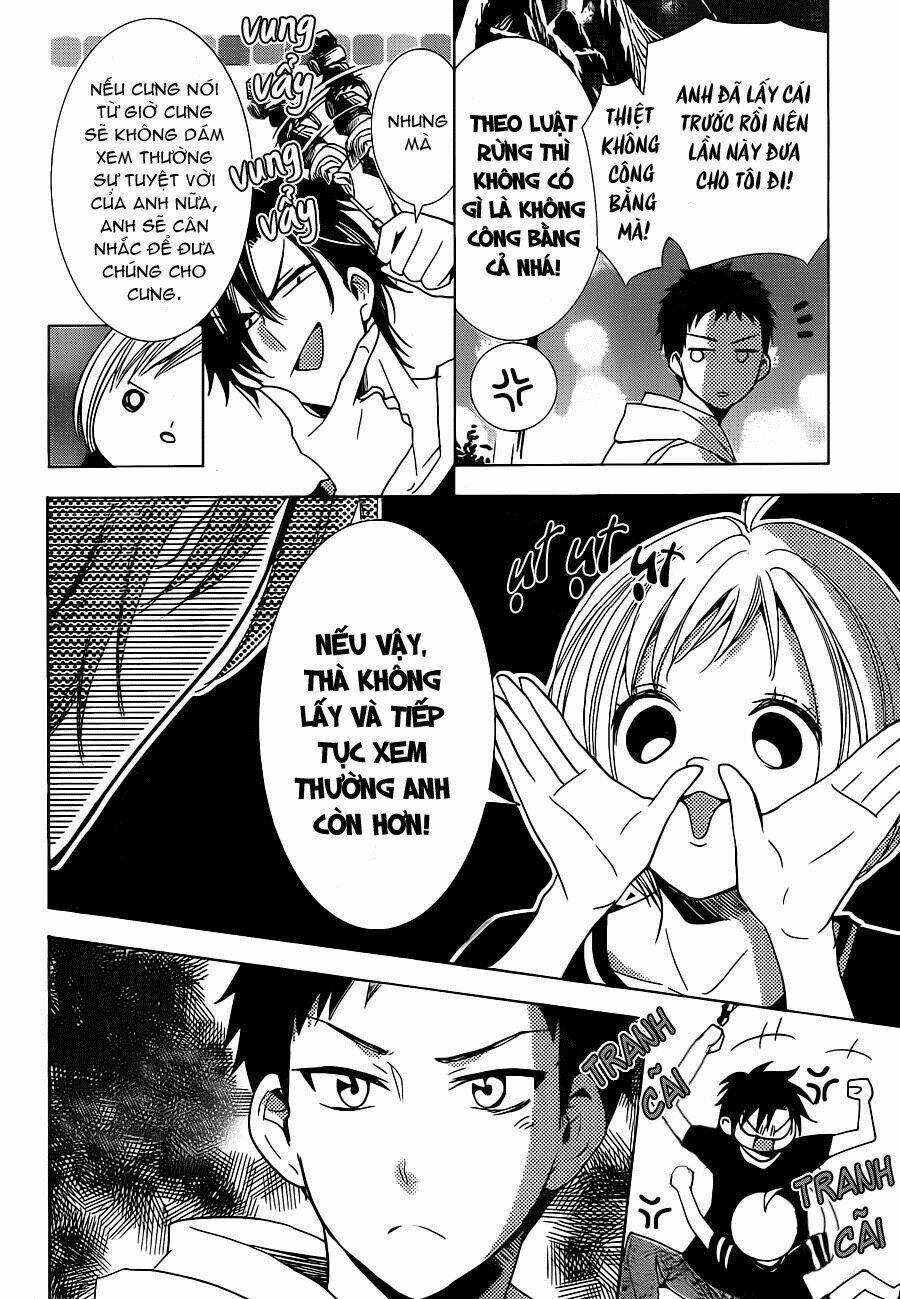 ANH ĐÃ LẤY CÁI
TRƯỚC RỒI NÊN
LẦN NÀY ĐƯA
CHO TÔI ĐI!
THIỆT
KHÔNG
CÔNG
BẰNG
MÀ!
THEO LUẬT
RỪNG THÌ
KHÔNG CÓ
GÌ LÀ KHÔNG
CÔNG BẰNG
CẢ NHÁ!
NHƯNG
MÀ
vung
vẩy
vung
vẩy
NẾU CƯNG NÓI
TỪ GIỜ CƯNG
SẼ KHÔNG DÁM
XEM THƯỜNG
SỰ TUYỆT VỜI
CỦA ANH NỮA,
ANH SẼ CÂN
NHẮC ĐỂ ĐƯA
CHÚNG CHO
CƯNG.
ụt ụt ụt
NẾU VẬY,
THÀ KHÔNG
LẤY VÀ TIẾP
TỤC XEM
THƯỜNG ANH
CÒN HƠN!
TRANH
CÃI
TRANH
CÃI